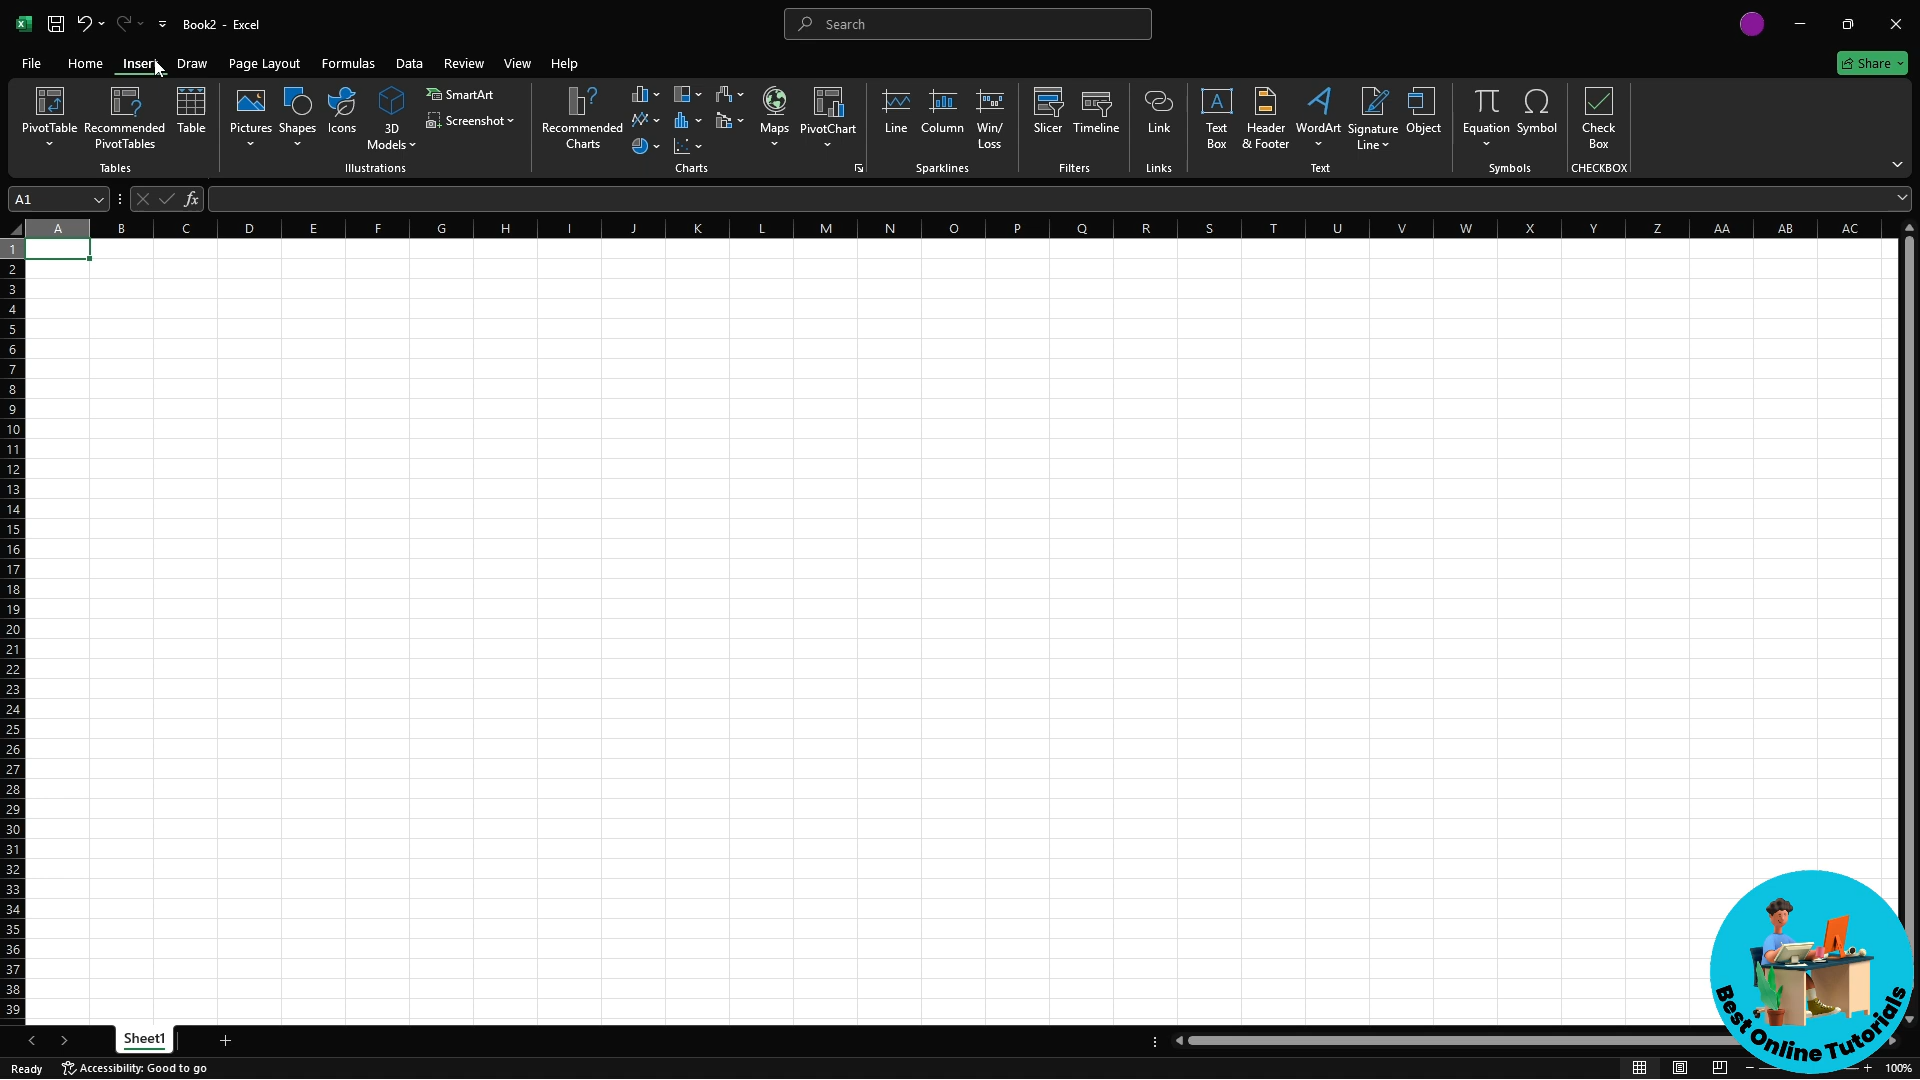 Book2 - Excel
Search
File Home Insert Draw Page Layout Formulas Data Review View Help
Share
PivotTable
Recommended
PivotTables
Table
Tables
Pictures
Shapes
Icons
3D
Models
SmartArt
Screenshot
Illustrations
Recommended
Charts
Maps
PivotChart
Charts
Line
Column
Win/
Loss
Sparklines
Slicer
Timeline
Filters
Link
Links
Text
Box
Header
& Footer
WordArt
Signature
Line
Object
Text
Equation
Symbol
Symbols
Check
Box
CHECKBOX
A1
fx
A B C D E F G H I J K L M N O P Q R S T U V W X Y Z AA AB AC
1
2
3
4
5
6
7
8
9
10
11
12
13
14
15
16
17
18
19
20
21
22
23
24
25
26
27
28
29
30
31
32
33
34
35
36
37
38
39
Best Online Tutorials
Sheet1
Ready
Accessibility: Good to go
100%